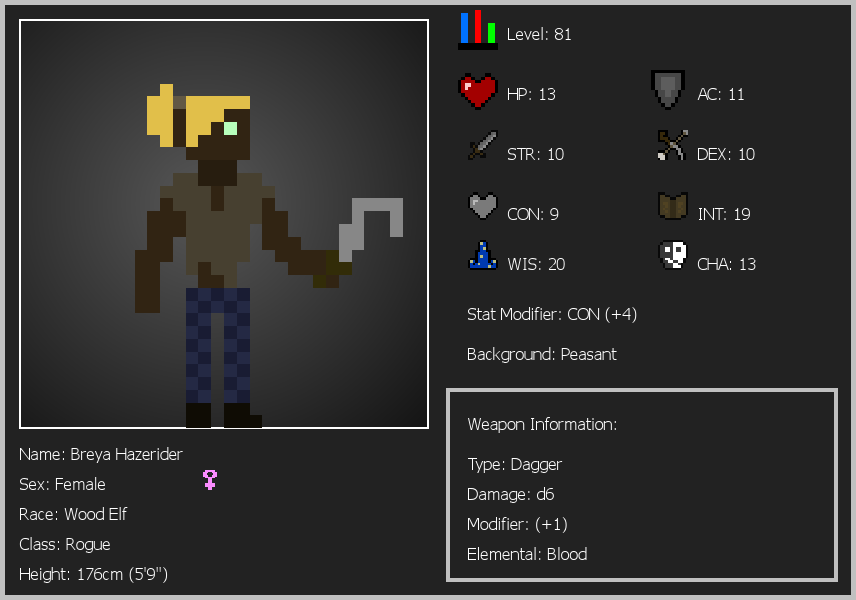 Level: 81
HP: 13
AC: 11
STR: 10
DEX: 10
CON: 9
INT: 19
WIS: 20
CHA: 13
Stat Modifier: CON (+4)
Background: Peasant
Weapon Information:
Type: Dagger
Damage: d6
Modifier: (+1)
Elemental: Blood
Name: Breya Hazerider
Sex: Female
Race: Wood Elf
Class: Rogue
Height: 176cm (5'9")